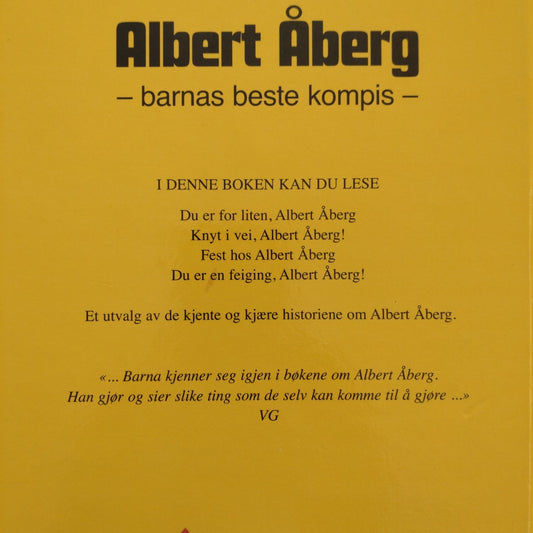 Albert Åberg
– barnas beste kompis –
I DENNE BOKEN KAN DU LESE
Du er for liten, Albert Åberg
Knyt i vei, Albert Åberg!
Fest hos Albert Åberg
Du er en feiging, Albert Åberg!
Et utvalg av de kjente og kjære historiene om Albert Åberg.
«... Barna kjenner seg igjen i bøkene om Albert Åberg.
Han gjør og sier slike ting som de selv kan komme til å gjøre ...»
VG